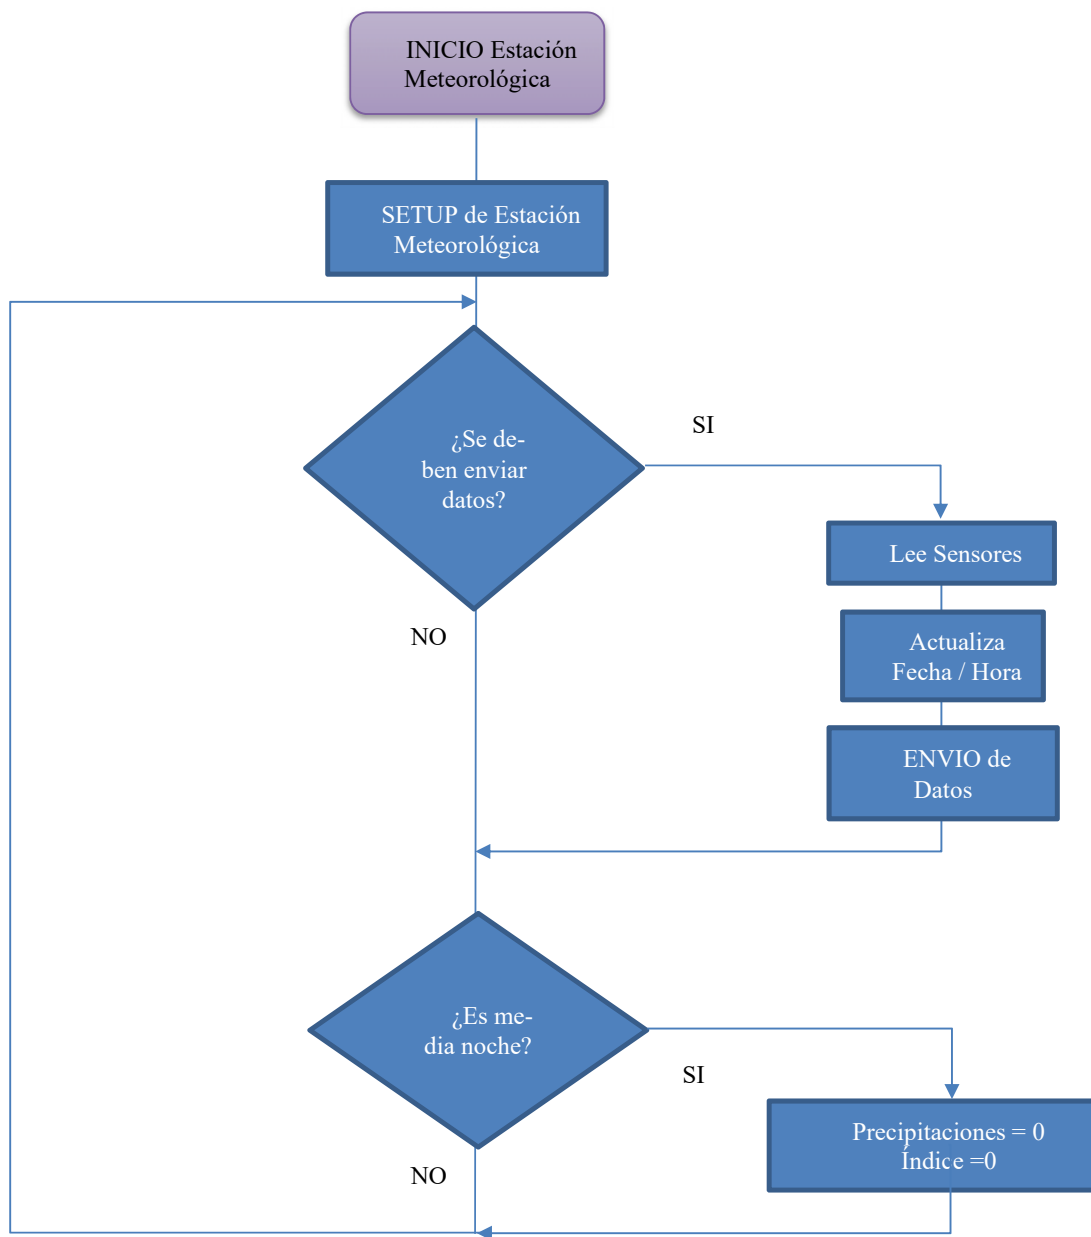 INICIO Estación
Meteorológica
SETUP de Estación
Meteorológica
¿Se de-
ben enviar
datos?
SI
Lee Sensores
NO
Actualiza
Fecha / Hora
ENVIO de
Datos
¿Es me-
dia noche?
SI
Precipitaciones = 0
Índice =0
NO